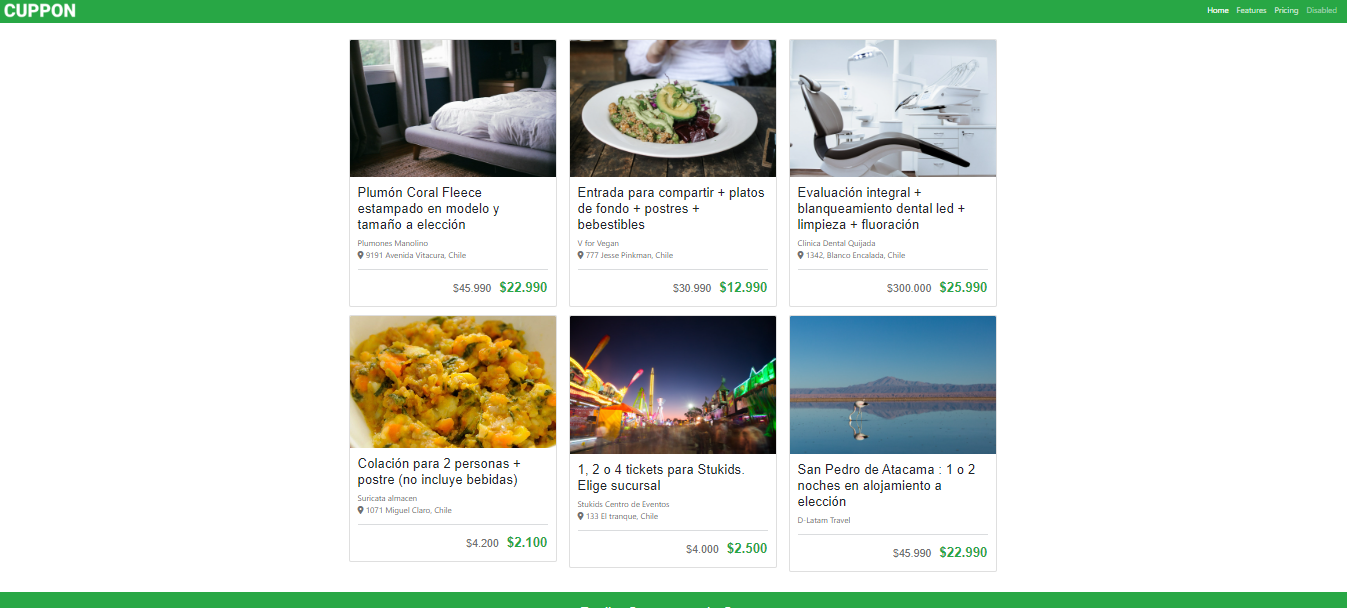 CUPPON
Home Features Pricing Disabled
Plumón Coral Fleece
estampado en modelo y
tamaño a elección
Plumones Manolino
9191 Avenida Vitacura, Chile
$45.990 $22.990
Entrada para compartir + platos
de fondo + postres +
bebestibles
V for Vegan
777 Jesse Pinkman, Chile
$30.990 $12.990
Evaluación integral +
blanqueamiento dental led +
limpieza + fluoración
Clínica Dental Quijada
1342, Blanco Encalada, Chile
$300.000 $25.990
Colación para 2 personas +
postre (no incluye bebidas)
Suricata almacen
1071 Miguel Claro, Chile
$4.200 $2.100
1, 2 o 4 tickets para Stukids.
Elige sucursal
Stukids Centro de Eventos
133 El tranque, Chile
$4.000 $2.500
San Pedro de Atacama : 1 o 2
noches en alojamiento a
elección
D-Latam Travel
$45.990 $22.990